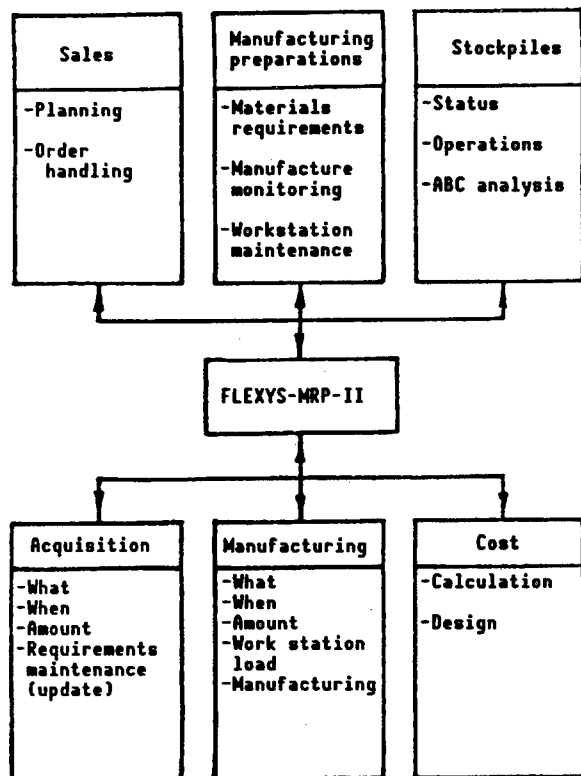 Sales
-Planning
-Order
handling
Manufacturing
preparations
-Materials
requirements
-Manufacture
monitoring
-Workstation
maintenance
Stockpiles
-Status
-Operations
-ABC analysis
FLEXYS-MRP-II
Acquisition
-What
-When
-Amount
-Requirements
maintenance
(update)
Manufacturing
-What
-When
-Amount
-Work station
load
-Manufacturing
Cost
-Calculation
-Design